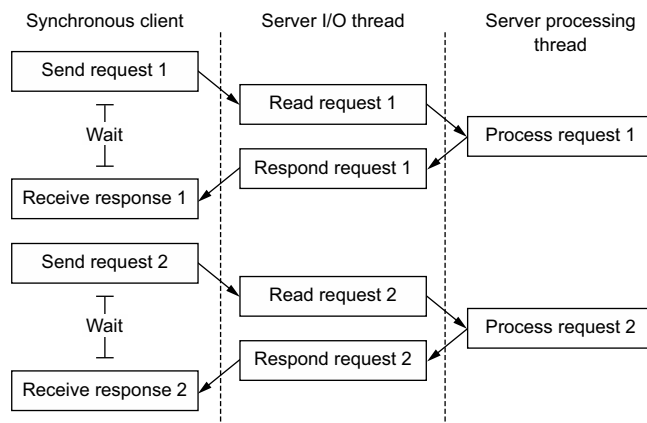 Synchronous client
Server I/O thread
Server processing
thread
Send request 1
Read request 1
Process request 1
Wait
Respond request 1
Receive response 1
Send request 2
Read request 2
Process request 2
Wait
Respond request 2
Receive response 2